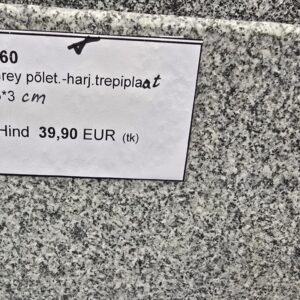 60
rey põlet.-harj.trepiplaat
*3 cm
Hind 39,90 EUR (tk)